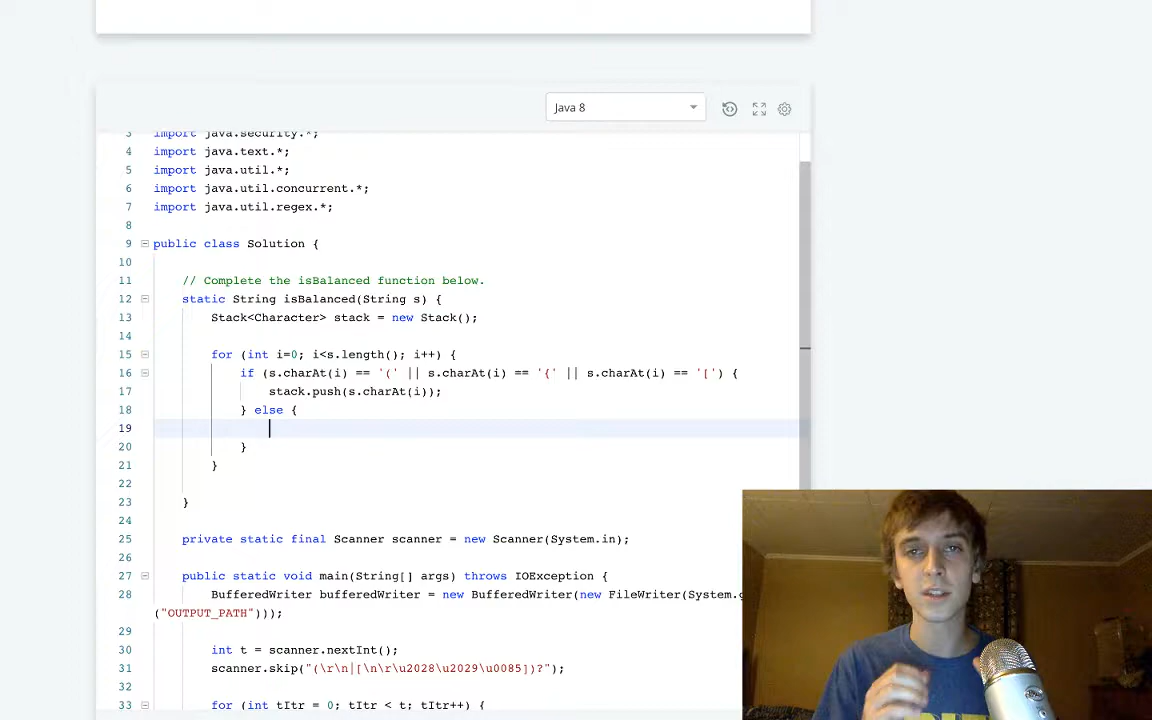 Java 8
3 import java.security.*;
4 import java.text.*;
5 import java.util.*;
6 import java.util.concurrent.*;
7 import java.util.regex.*;
8
9 public class Solution {
10
11 // Complete the isBalanced function below.
12 static String isBalanced(String s) {
13 Stack<Character> stack = new Stack();
14
15 for (int i=0; i<s.length(); i++) {
16 if (s.charAt(i) == '(' || s.charAt(i) == '{' || s.charAt(i) == '[') {
17 stack.push(s.charAt(i));
18 } else {
19
20 }
21 }
22
23 }
24
25 private static final Scanner scanner = new Scanner(System.in);
26
27 public static void main(String[] args) throws IOException {
28 BufferedWriter bufferedWriter = new BufferedWriter(new FileWriter(System.g
("OUTPUT_PATH")));
29
30 int t = scanner.nextInt();
31 scanner.skip("(\r\n|[\n\r\u2028\u2029\u0085])?");
32
33 for (int tItr = 0; tItr < t; tItr++) {